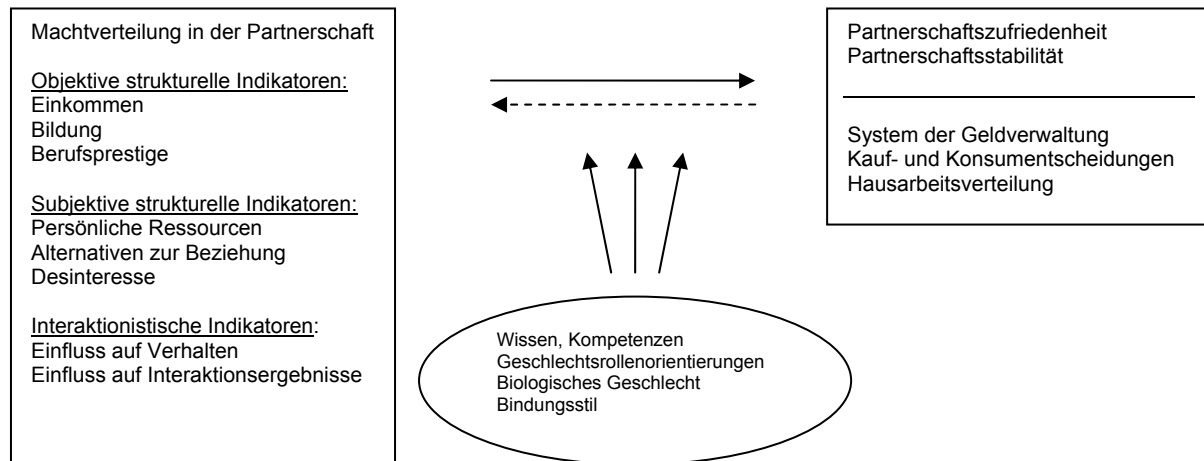 Machtverteilung in der Partnerschaft
Objektive strukturelle Indikatoren:
Einkommen
Bildung
Berufsprestige
Subjektive strukturelle Indikatoren:
Persönliche Ressourcen
Alternativen zur Beziehung
Desinteresse
Interaktionistische Indikatoren:
Einfluss auf Verhalten
Einfluss auf Interaktionsergebnisse
Partnerschaftszufriedenheit
Partnerschaftsstabilität
System der Geldverwaltung
Kauf- und Konsumentscheidungen
Hausarbeitsverteilung
Wissen, Kompetenzen
Geschlechtsrollenorientierungen
Biologisches Geschlecht
Bindungsstil